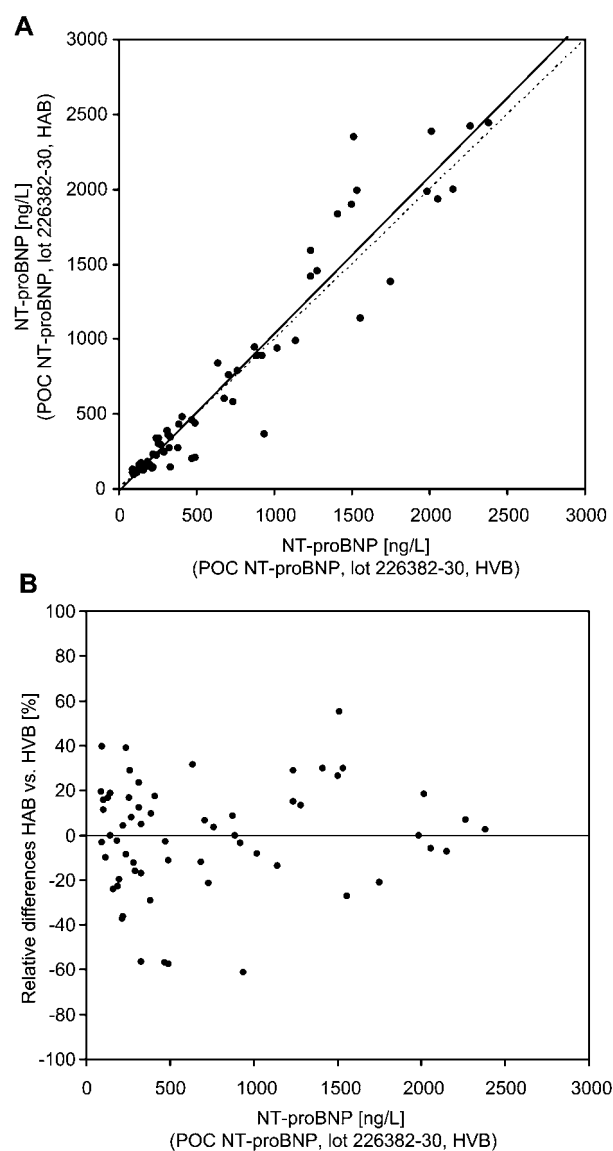 A
3000
2500
2000
1500
1000
500
0
NT-proBNP [ng/L]
(POC NT-proBNP, lot 226382-30, HAB)
0 500 1000 1500 2000 2500 3000
NT-proBNP [ng/L]
(POC NT-proBNP, lot 226382-30, HVB)
B
100
80
60
40
20
0
-20
-40
-60
-80
-100
Relative differences HAB vs. HVB [%]
0 500 1000 1500 2000 2500 3000
NT-proBNP [ng/L]
(POC NT-proBNP, lot 226382-30, HVB)